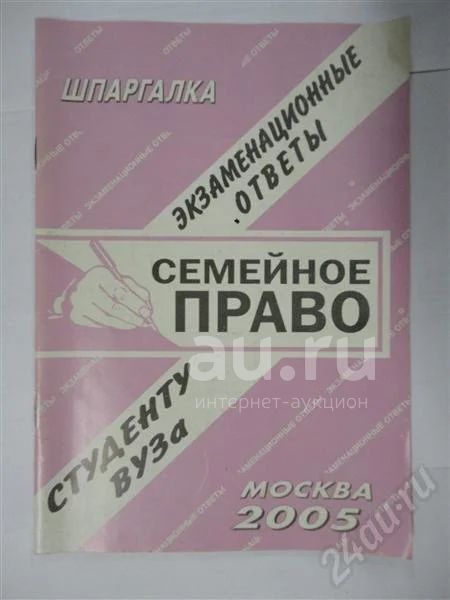 ШПАРГАЛКА
ЭКЗАМЕНАЦИОННЫЕ
ОТВЕТЫ
СЕМЕЙНОЕ
ПРАВО
au.ru
интернет-аукцион
СТУДЕНТУ
ВУЗа
МОСКВА
2005
24au.ru